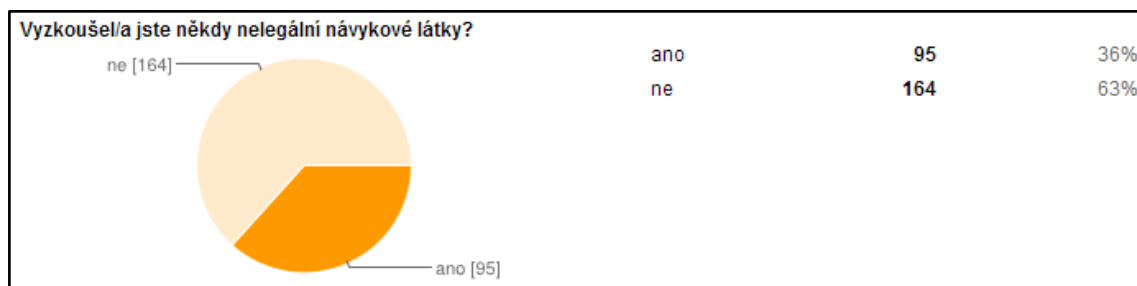 Vyzkoušel/a jste někdy nelegální návykové látky?
ne [164]
ano [95]
ano 95 36%
ne 164 63%